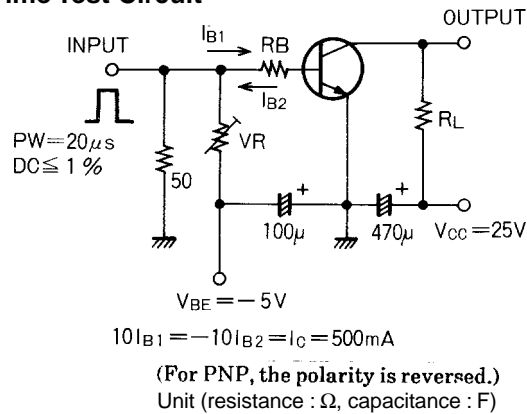 ime Test Circuit
OUTPUT
INPUT
IB1
RB
IB2
RL
VR
PW=20μs
DC≦1%
50
100μ
+
470μ
+
VCC=25V
VBE=−5V
10IB1=−10IB2=IC=500mA
(For PNP, the polarity is reversed.)
Unit (resistance : Ω, capacitance : F)